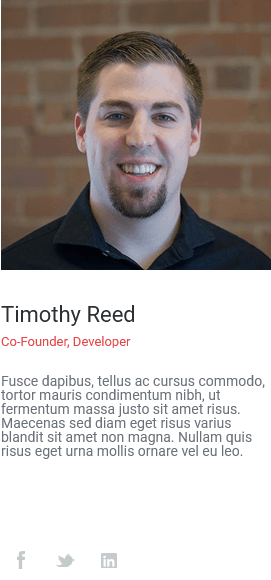 Timothy Reed
Co-Founder, Developer
Fusce dapibus, tellus ac cursus commodo,
tortor mauris condimentum nibh, ut
fermentum massa justo sit amet risus.
Maecenas sed diam eget risus varius
blandit sit amet non magna. Nullam quis
risus eget urna mollis ornare vel eu leo.